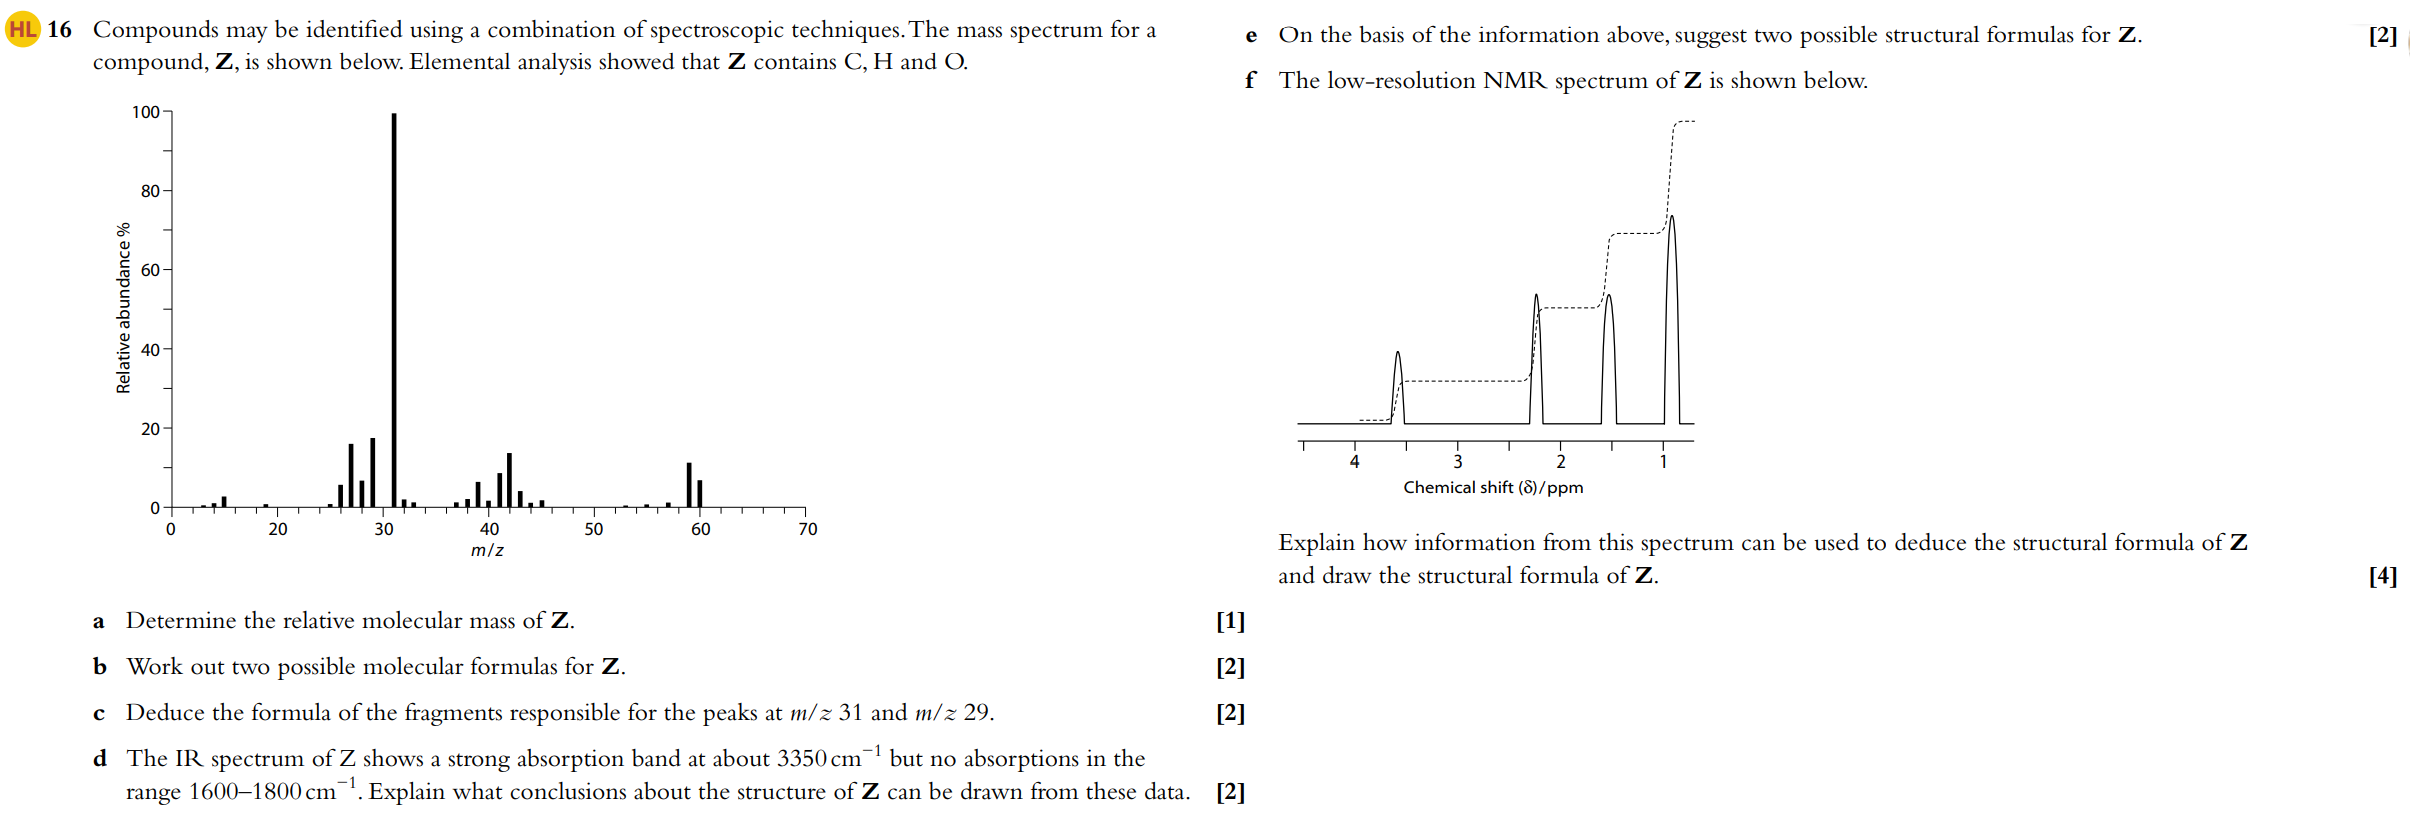 HL 16 Compounds may be identified using a combination of spectroscopic techniques. The mass spectrum for a
compound, Z, is shown below. Elemental analysis showed that Z contains C, H and O.
100
80
60
40
20
0
Relative abundance %
0 20 30 40 50 60 70
m/z
a Determine the relative molecular mass of Z. [1]
b Work out two possible molecular formulas for Z. [2]
c Deduce the formula of the fragments responsible for the peaks at m/z 31 and m/z 29. [2]
d The IR spectrum of Z shows a strong absorption band at about 3350 cm⁻¹ but no absorptions in the
range 1600–1800 cm⁻¹. Explain what conclusions about the structure of Z can be drawn from these data. [2]
e On the basis of the information above, suggest two possible structural formulas for Z. [2]
f The low-resolution NMR spectrum of Z is shown below.
4 3 2 1
Chemical shift (δ)/ppm
Explain how information from this spectrum can be used to deduce the structural formula of Z
and draw the structural formula of Z. [4]